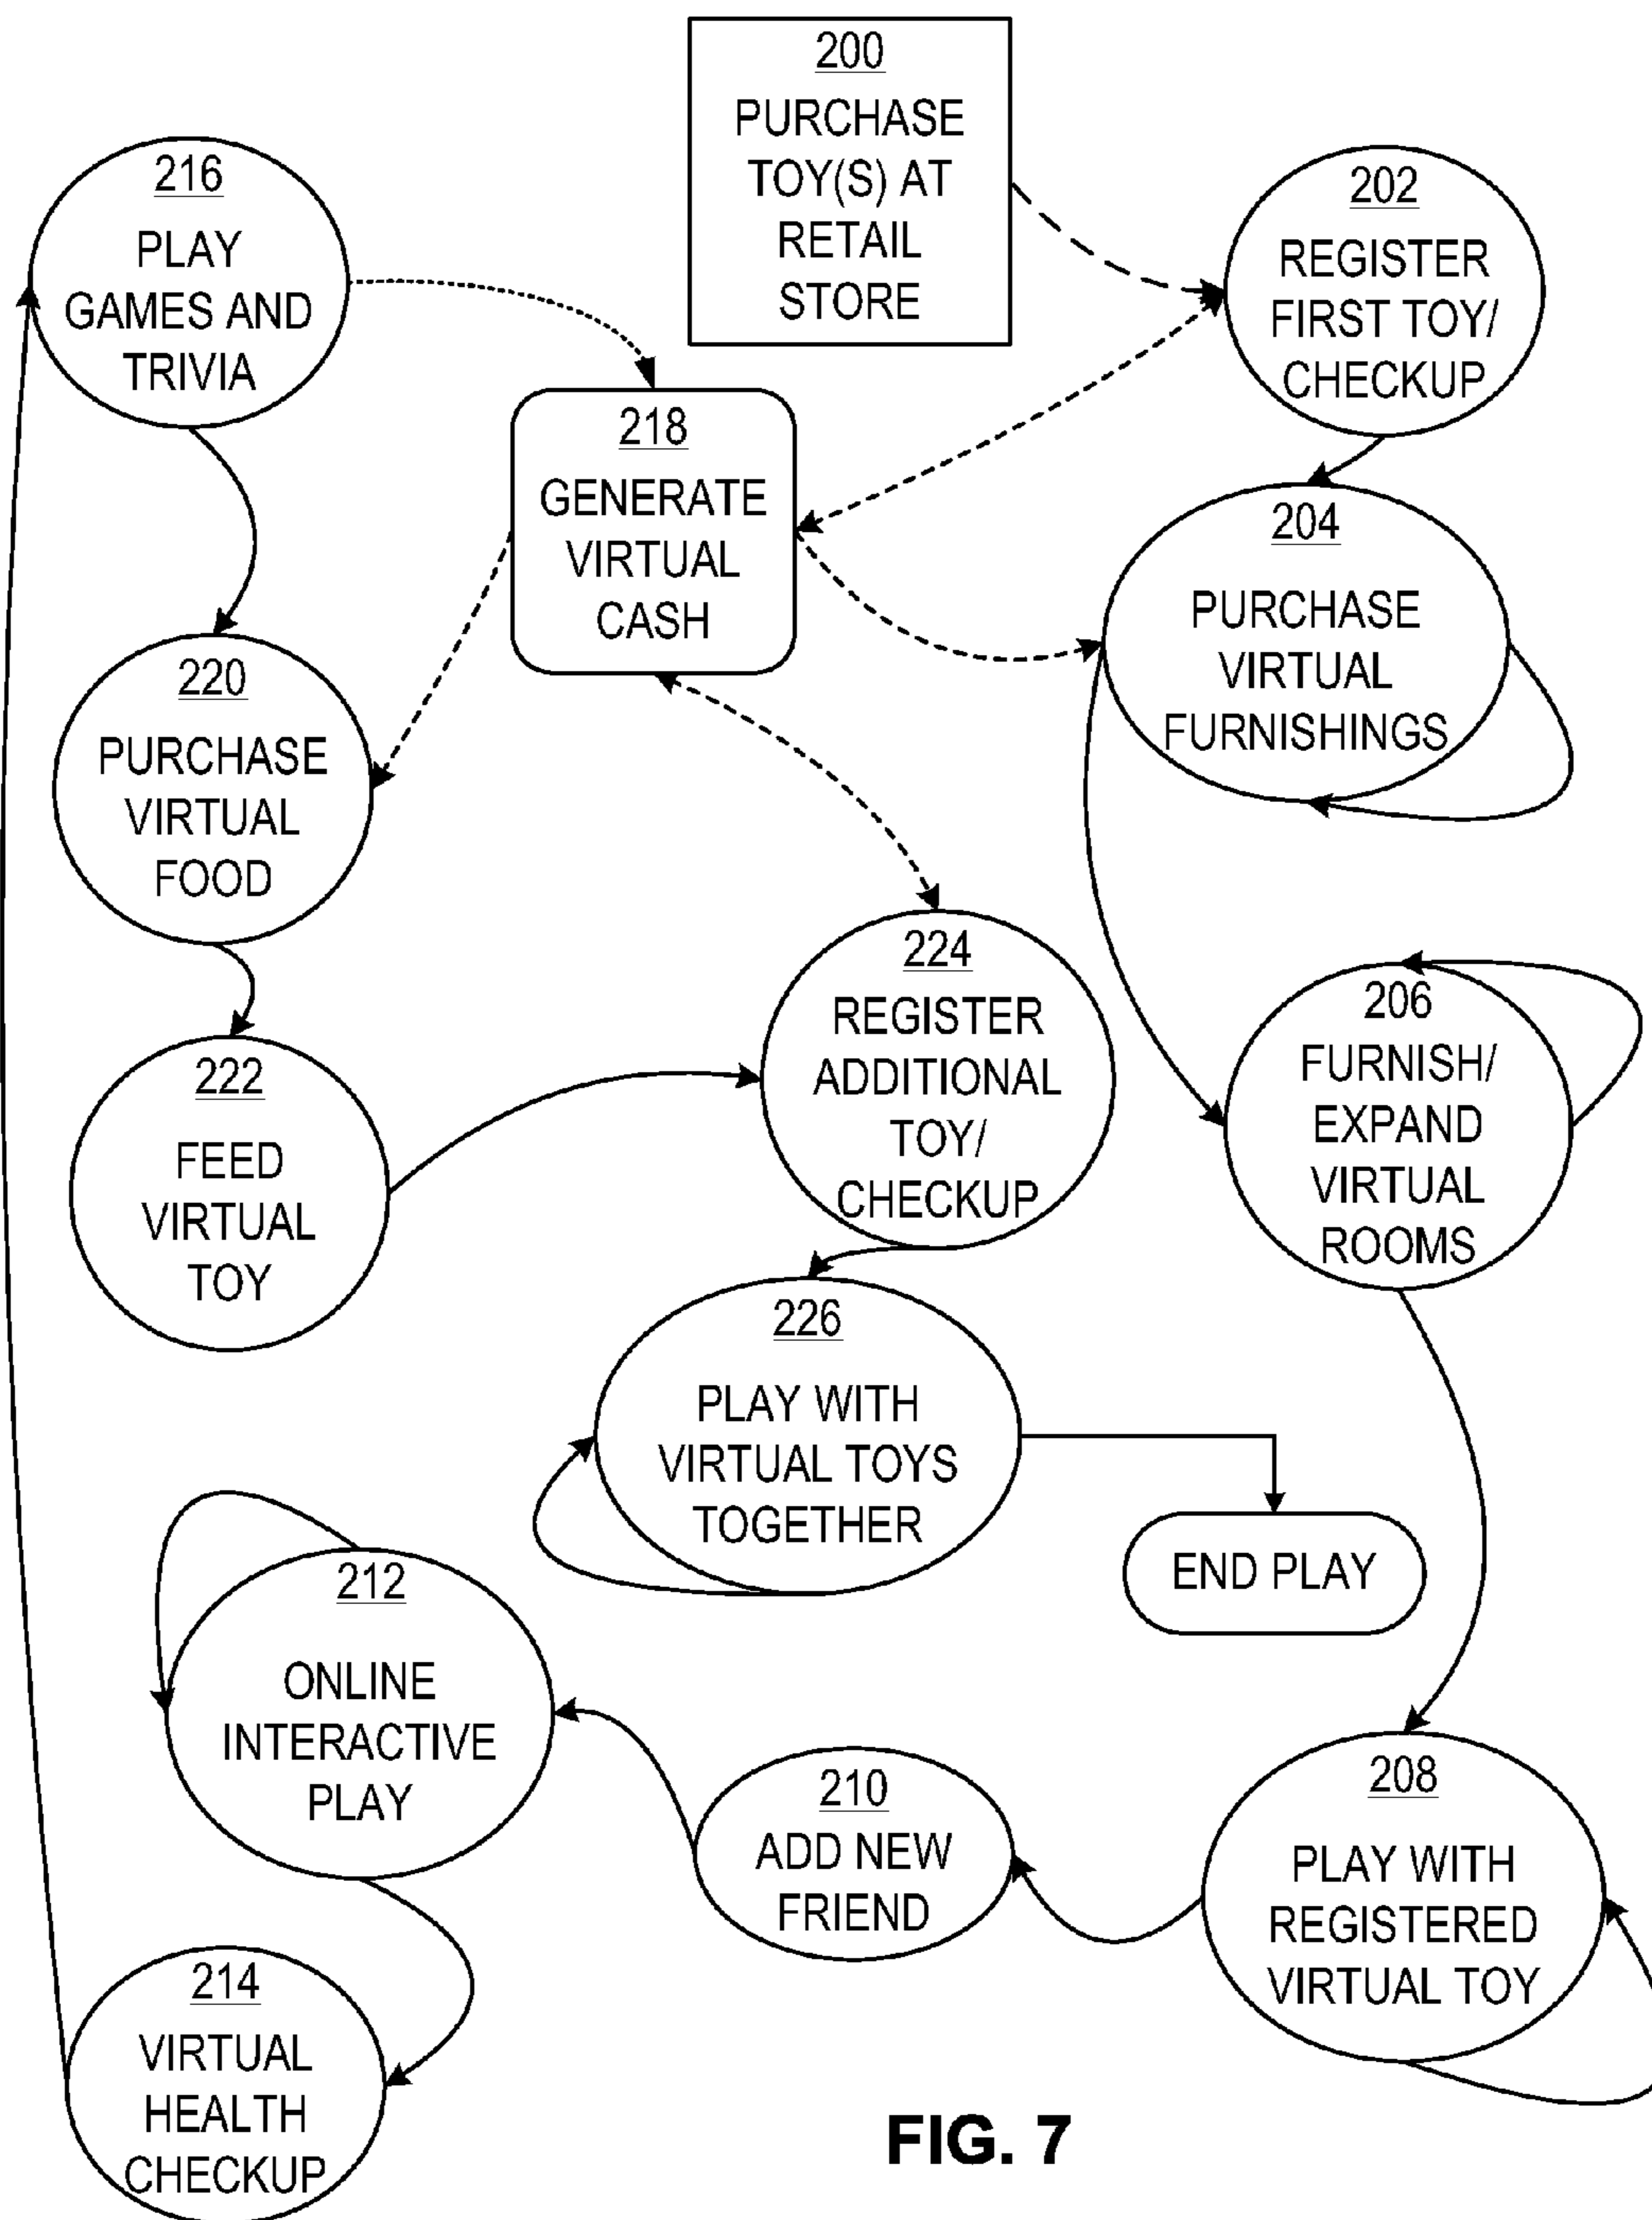 200
PURCHASE
TOY(S) AT
RETAIL
STORE
216
PLAY
GAMES AND
TRIVIA
202
REGISTER
FIRST TOY/
CHECKUP
218
GENERATE
VIRTUAL
CASH
204
PURCHASE
VIRTUAL
FURNISHINGS
220
PURCHASE
VIRTUAL
FOOD
224
REGISTER
ADDITIONAL
TOY/
CHECKUP
206
FURNISH/
EXPAND
VIRTUAL
ROOMS
222
FEED
VIRTUAL
TOY
226
PLAY WITH
VIRTUAL TOYS
TOGETHER
END PLAY
212
ONLINE
INTERACTIVE
PLAY
210
ADD NEW
FRIEND
208
PLAY WITH
REGISTERED
VIRTUAL TOY
214
VIRTUAL
HEALTH
CHECKUP
FIG. 7